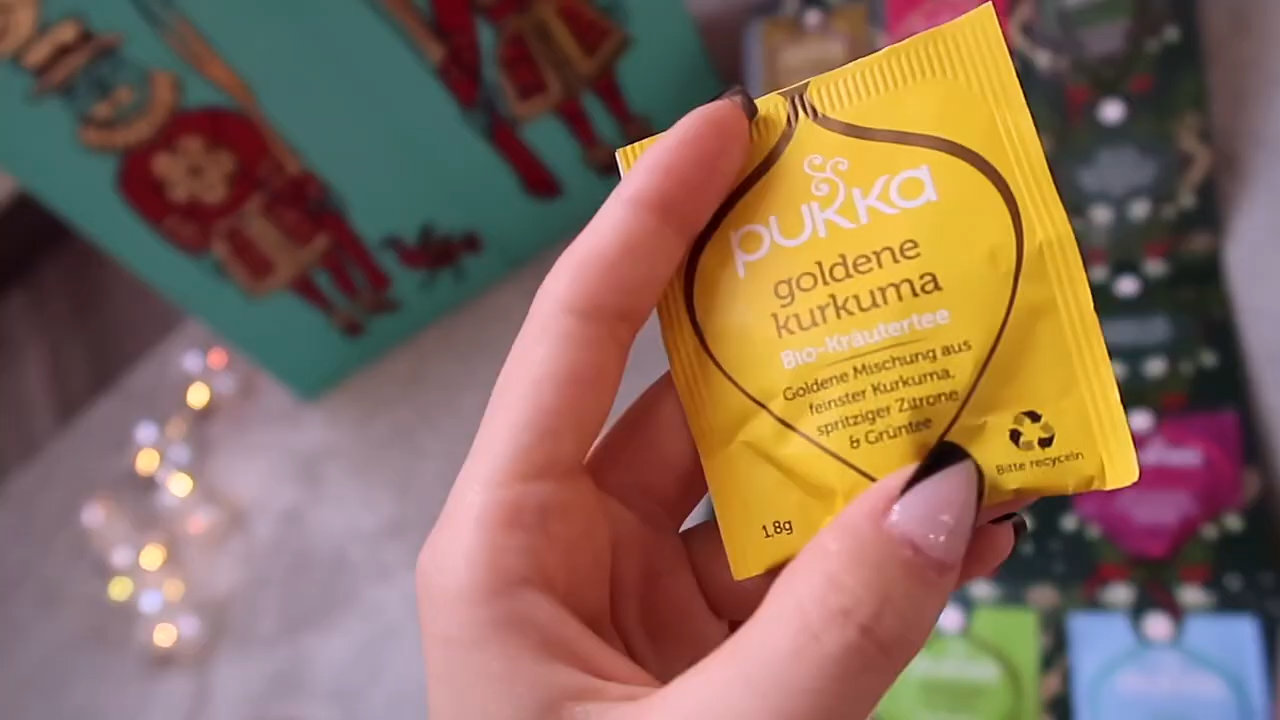 pukka
goldene
kurkuma
Bio-Kräutertee
Goldene Mischung aus
feinster Kurkuma,
spritziger Zitrone
& Grüntee
Bitte recyceln
1,8g